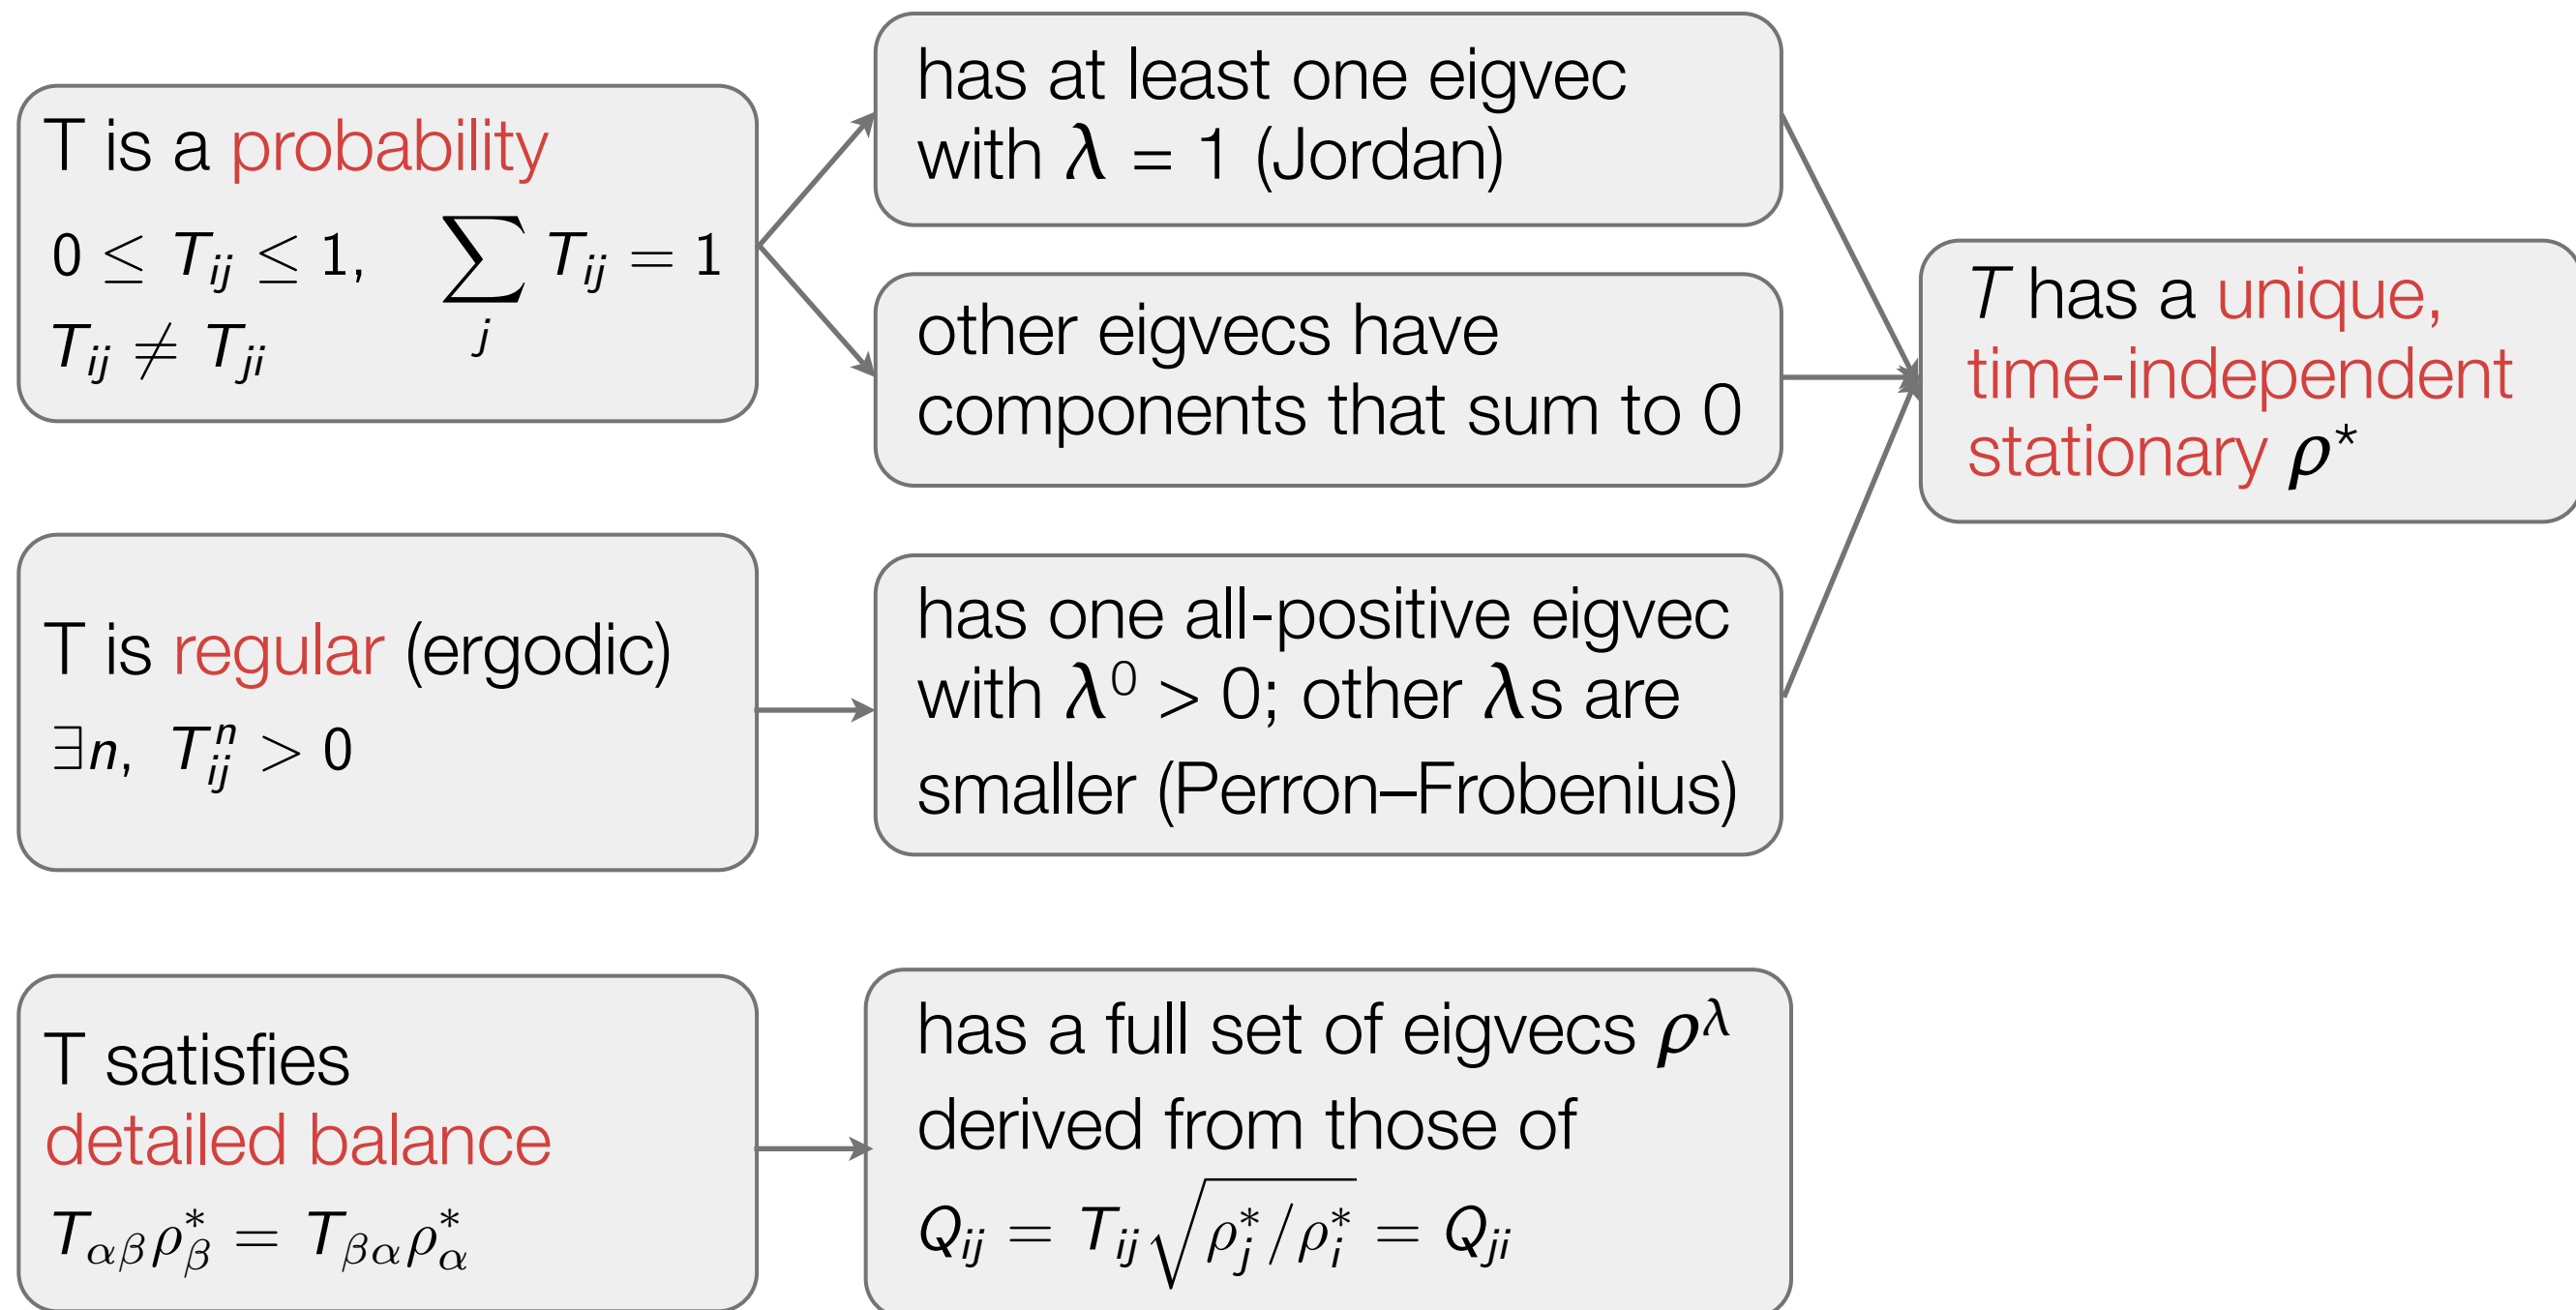 T is a probability
0 ≤ T_ij ≤ 1, ∑_j T_ij = 1
T_ij ≠ T_ji
has at least one eigvec
with λ = 1 (Jordan)
other eigvecs have
components that sum to 0
T has a unique,
time-independent
stationary ρ*
T is regular (ergodic)
∃n, T^n_ij > 0
has one all-positive eigvec
with λ⁰ > 0; other λs are
smaller (Perron–Frobenius)
T satisfies
detailed balance
T_αβ ρ*_β = T_βα ρ*_α
has a full set of eigvecs ρ^λ
derived from those of
Q_ij = T_ij √(ρ*_j / ρ*_i) = Q_ji